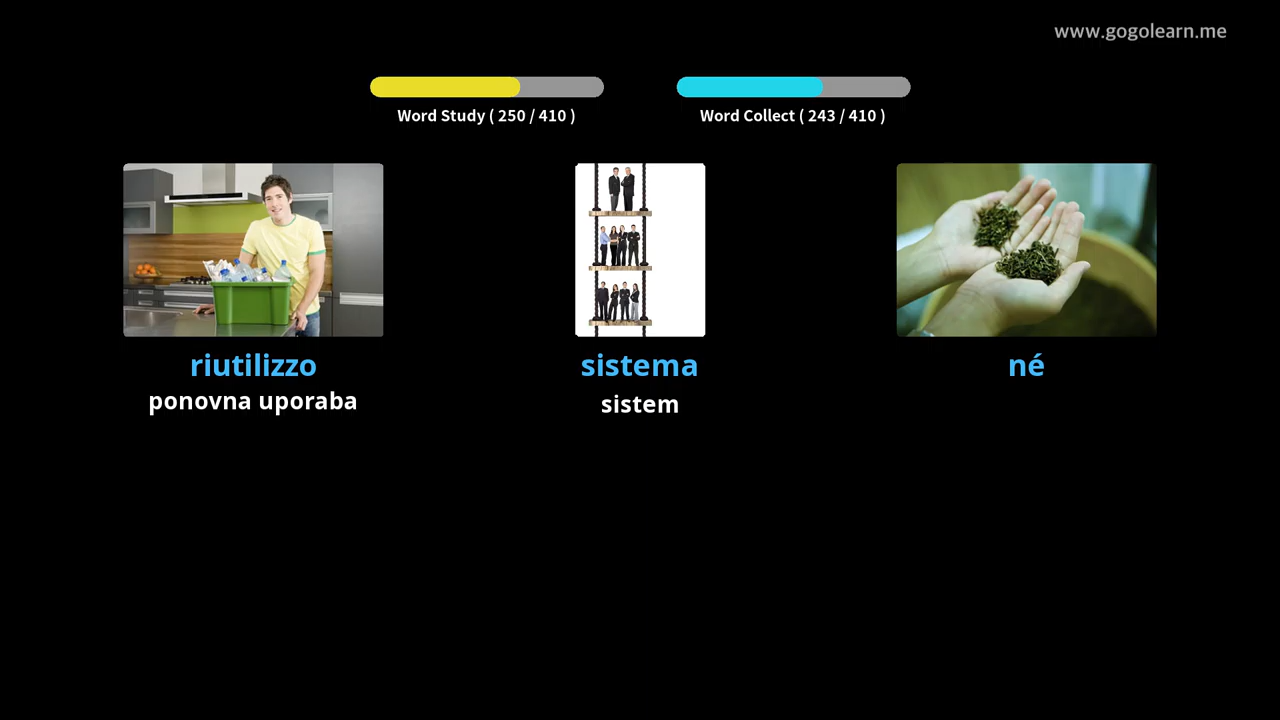 www.gogolearn.me
Word Study ( 250 / 410 )
Word Collect ( 243 / 410 )
riutilizzo
ponovna uporaba
sistema
sistem
né